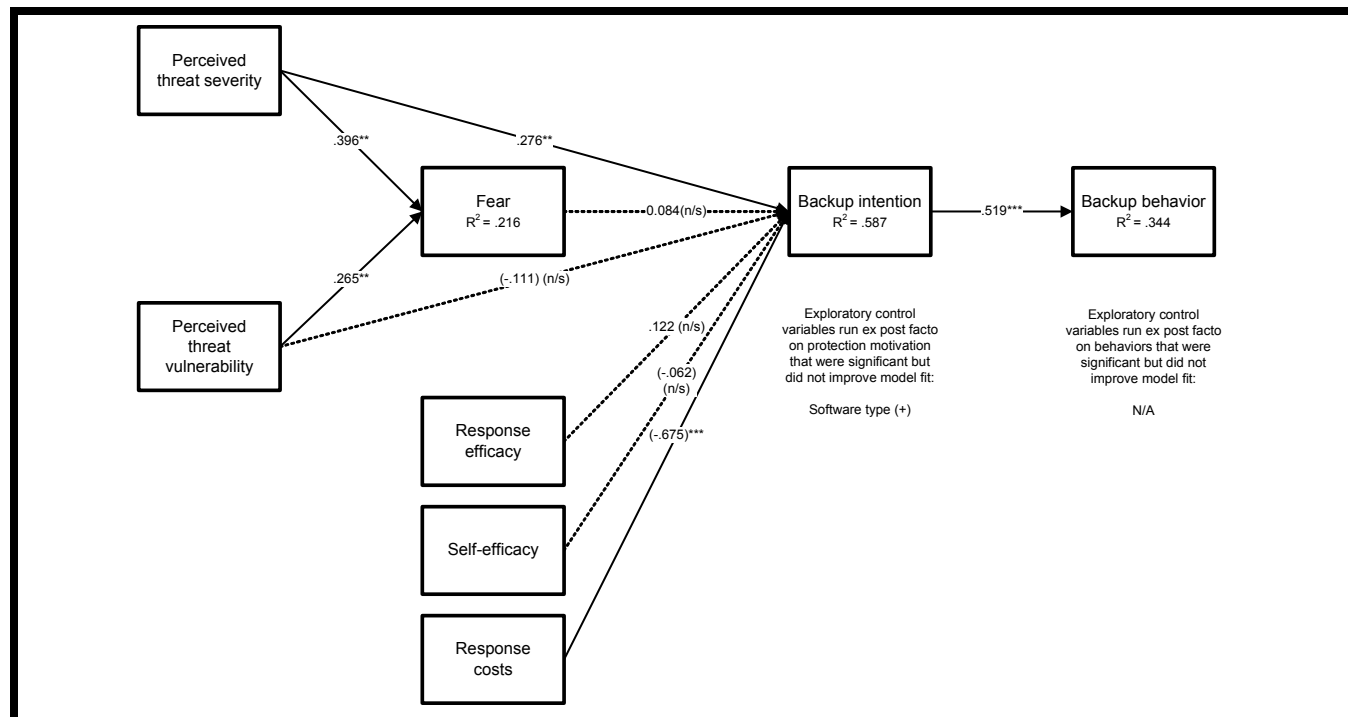 Perceived
threat severity
.396**
.276**
Fear
R² = .216
0.084(n/s)
Backup intention
R² = .587
.519***
Backup behavior
R² = .344
.265**
(-.111) (n/s)
Perceived
threat
vulnerability
.122 (n/s)
(-.062)
(n/s)
(-.675)***
Response
efficacy
Self-efficacy
Response
costs
Exploratory control
variables run ex post facto
on protection motivation
that were significant but
did not improve model fit:
Software type (+)
Exploratory control
variables run ex post facto
on behaviors that were
significant but did not
improve model fit:
N/A